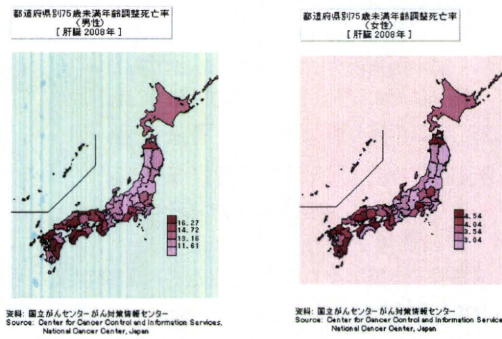 都道府県別75歳未満年齢調整死亡率
(男性)
[ 肝臓 2008年 ]
16.27
14.72
13.16
11.61
資料: 国立がんセンターがん対策情報センター
Source: Center for Cancer Control and Information Services,
National Cancer Center, Japan
都道府県別75歳未満年齢調整死亡率
(女性)
[ 肝臓 2008年 ]
4.54
4.04
3.54
3.04
資料: 国立がんセンターがん対策情報センター
Source: Center for Cancer Control and Information Service
National Cancer Center, Japan